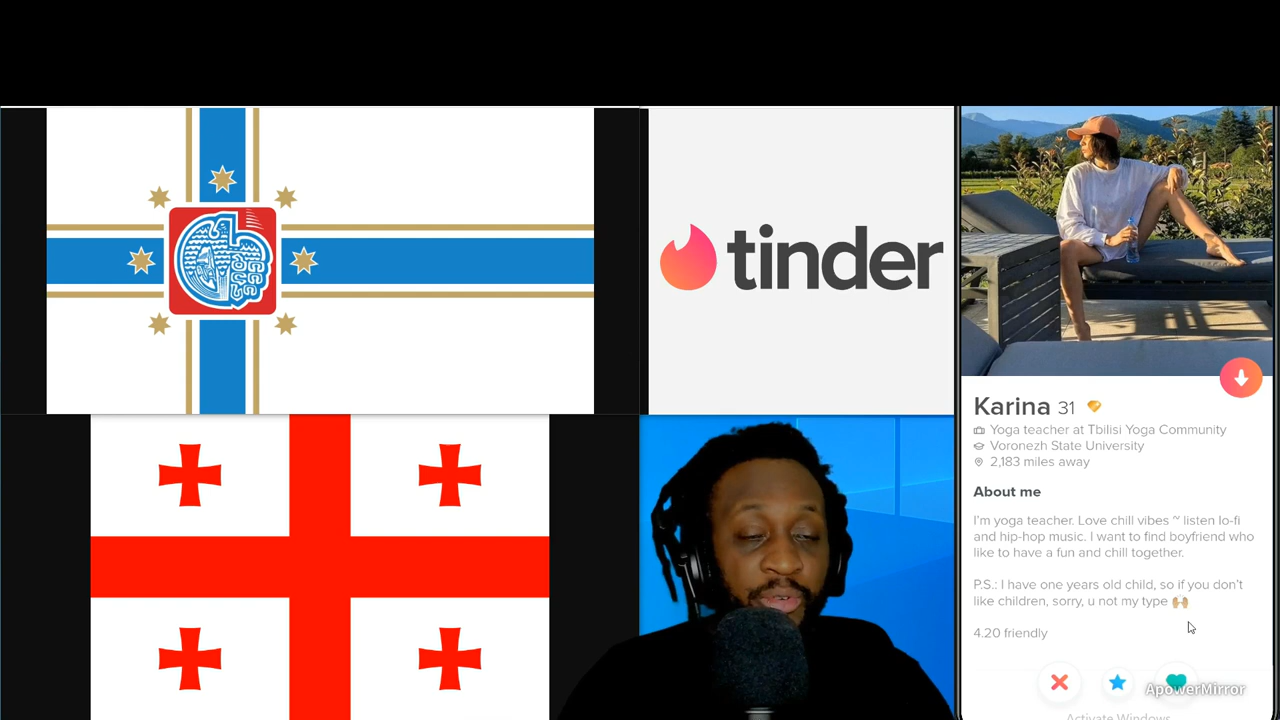 tinder
Karina 31
Yoga teacher at Tbilisi Yoga Community
Voronezh State University
2,183 miles away
About me
I'm yoga teacher. Love chill vibes ~ listen lo-fi
and hip-hop music. I want to find boyfriend who
like to have a fun and chill together.
P.S.: I have one years old child, so if you don't
like children, sorry, u not my type 🙌🏼
4.20 friendly
ApowerMirror
Activate Windows